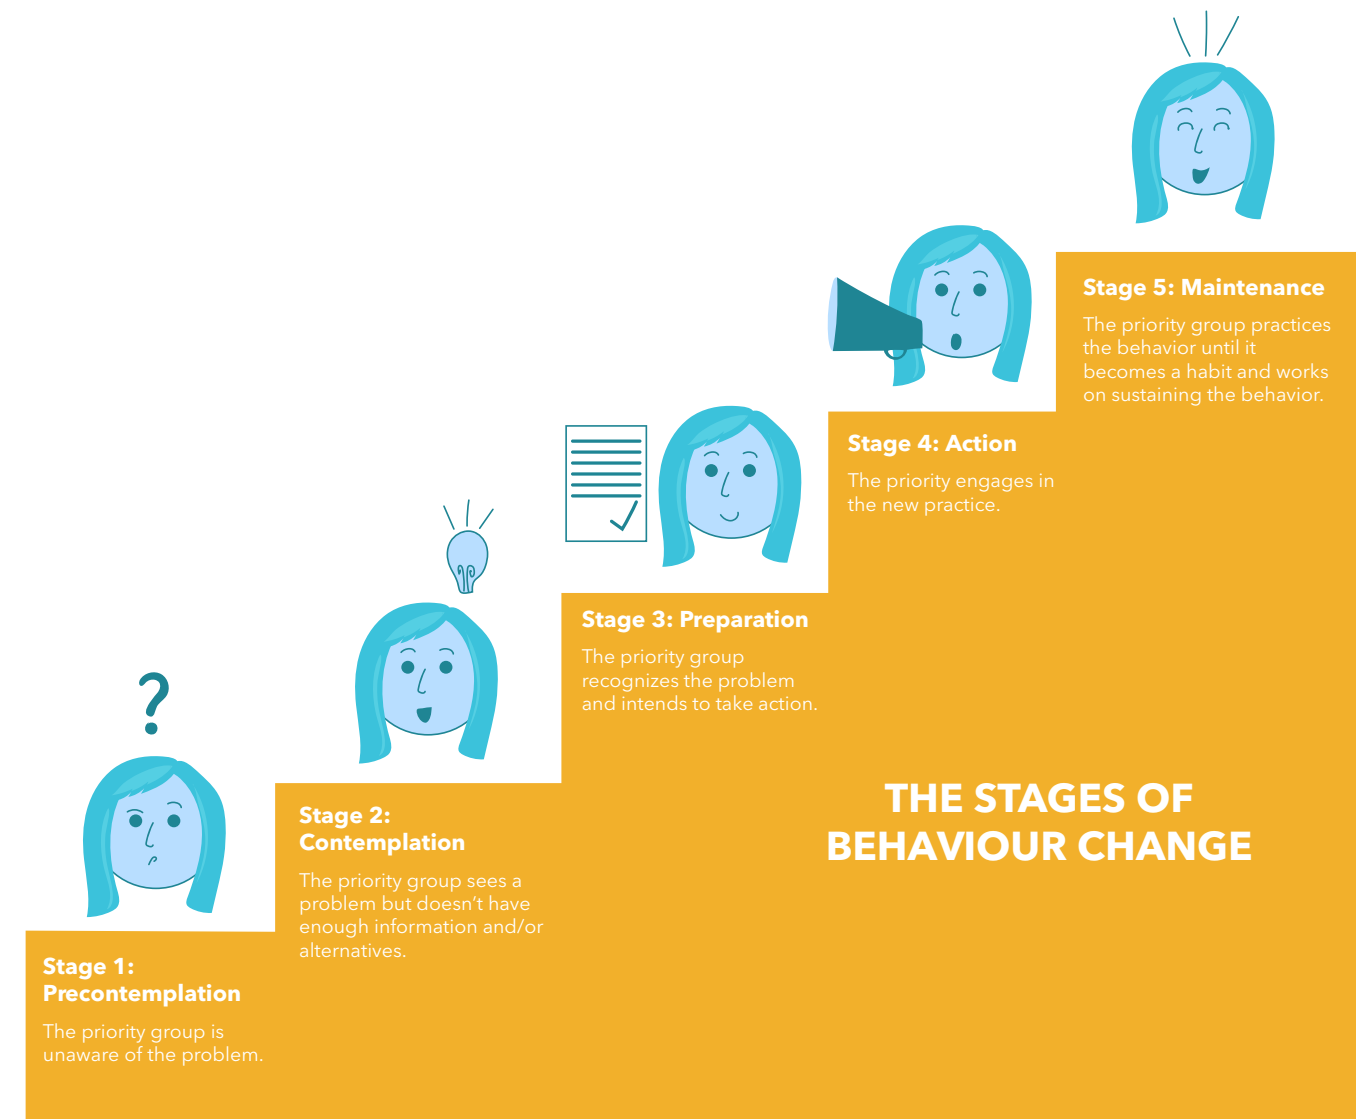 Stage 5: Maintenance
The priority group practices
the behavior until it
becomes a habit and works
on sustaining the behavior.
Stage 4: Action
The priority engages in
the new practice.
Stage 3: Preparation
The priority group
recognizes the problem
and intends to take action.
THE STAGES OF
BEHAVIOUR CHANGE
Stage 2:
Contemplation
The priority group sees a
problem but doesn’t have
enough information and/or
alternatives.
Stage 1:
Precontemplation
The priority group is
unaware of the problem.
?